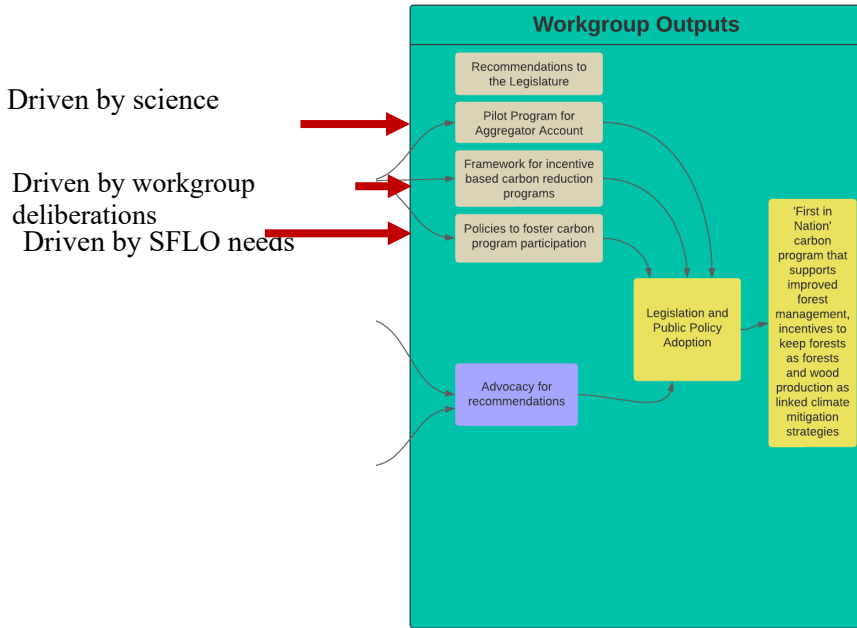 Workgroup Outputs
Driven by science
Driven by workgroup
deliberations
Driven by SFLO needs
Recommendations to
the Legislature
Pilot Program for
Aggregator Account
Framework for incentive
based carbon reduction
programs
Policies to foster carbon
program participation
Advocacy for
recommendations
Legislation and
Public Policy
Adoption
'First in
Nation'
carbon
program that
supports
improved
forest
management,
incentives to
keep forests
as forests
and wood
production as
linked climate
mitigation
strategies